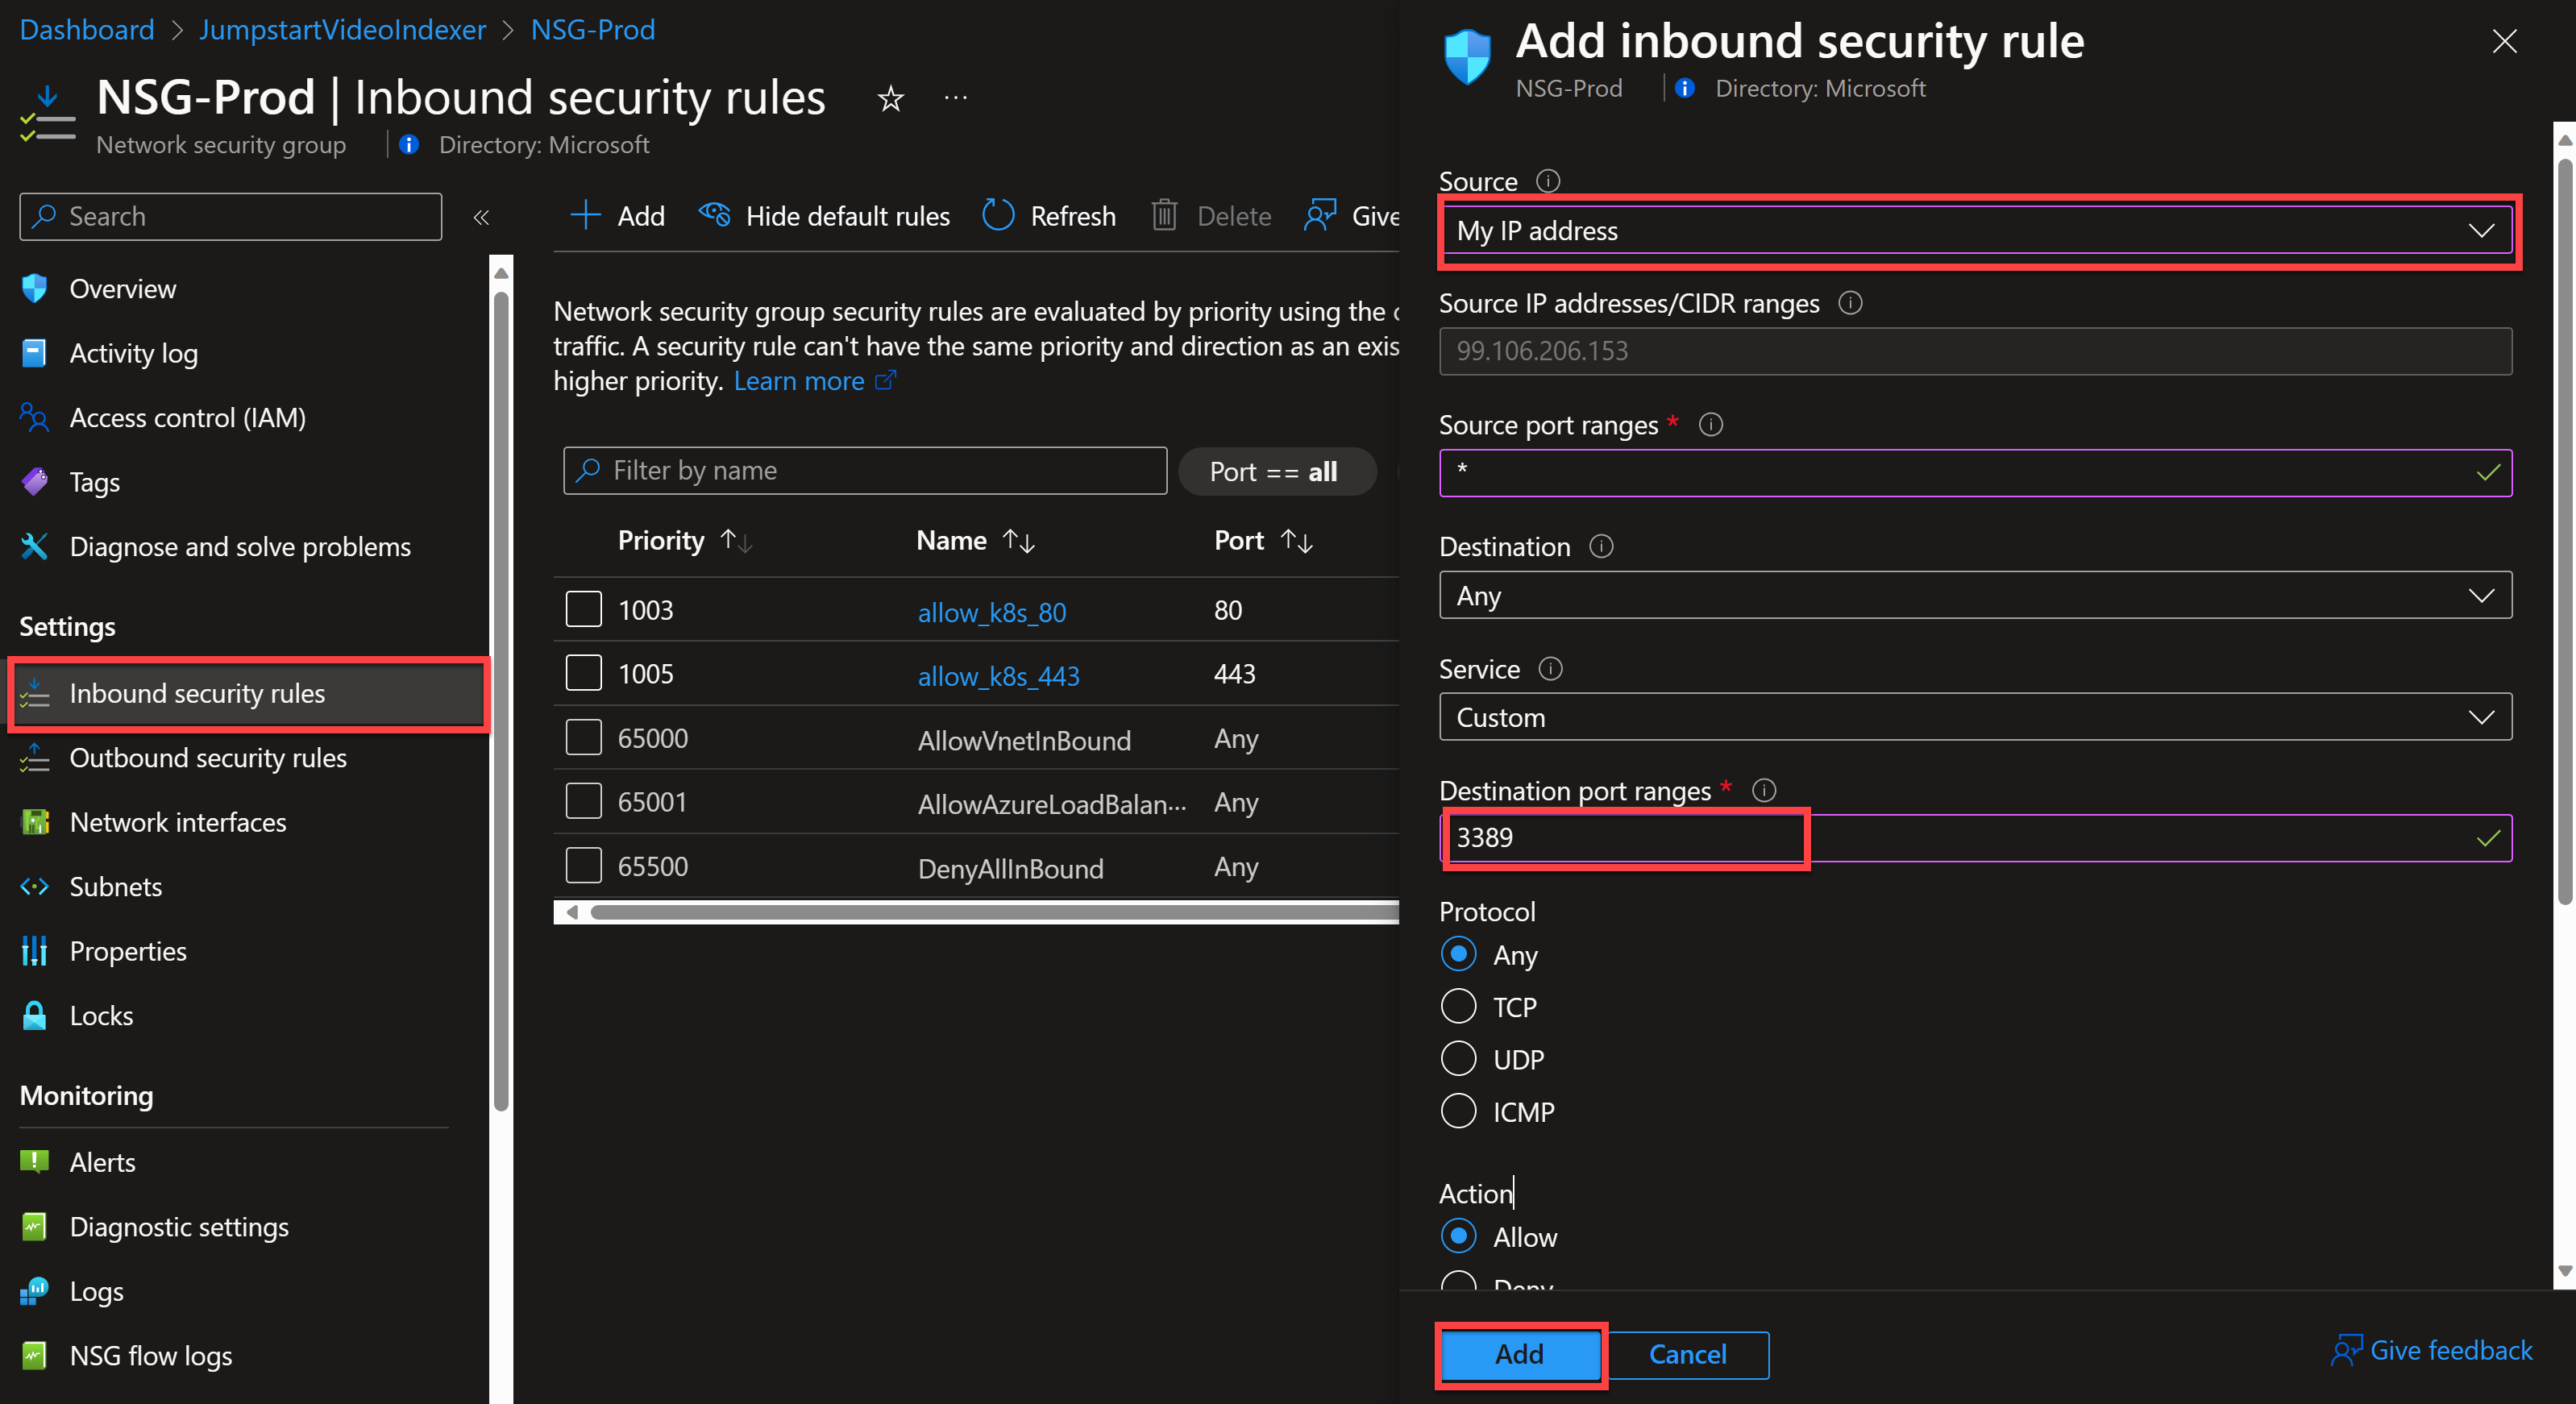 Dashboard > JumpstartVideoIndexer > NSG-Prod
NSG-Prod | Inbound security rules
Network security group
Directory: Microsoft
Search
Overview
Activity log
Access control (IAM)
Tags
Diagnose and solve problems
Settings
Inbound security rules
Outbound security rules
Network interfaces
Subnets
Properties
Locks
Monitoring
Alerts
Diagnostic settings
Logs
NSG flow logs
Add
Hide default rules
Refresh
Delete
Give
Network security group security rules are evaluated by priority using the
traffic. A security rule can't have the same priority and direction as an exis
higher priority. Learn more
Filter by name
Port == all
Priority Name Port
1003 allow_k8s_80 80
1005 allow_k8s_443 443
65000 AllowVnetInBound Any
65001 AllowAzureLoadBalan··· Any
65500 DenyAllInBound Any
Add inbound security rule
NSG-Prod
Directory: Microsoft
Source
My IP address
Source IP addresses/CIDR ranges
99.106.206.153
Source port ranges *
*
Destination
Any
Service
Custom
Destination port ranges *
3389
Protocol
Any
TCP
UDP
ICMP
Action
Allow
Deny
Add
Cancel
Give feedback